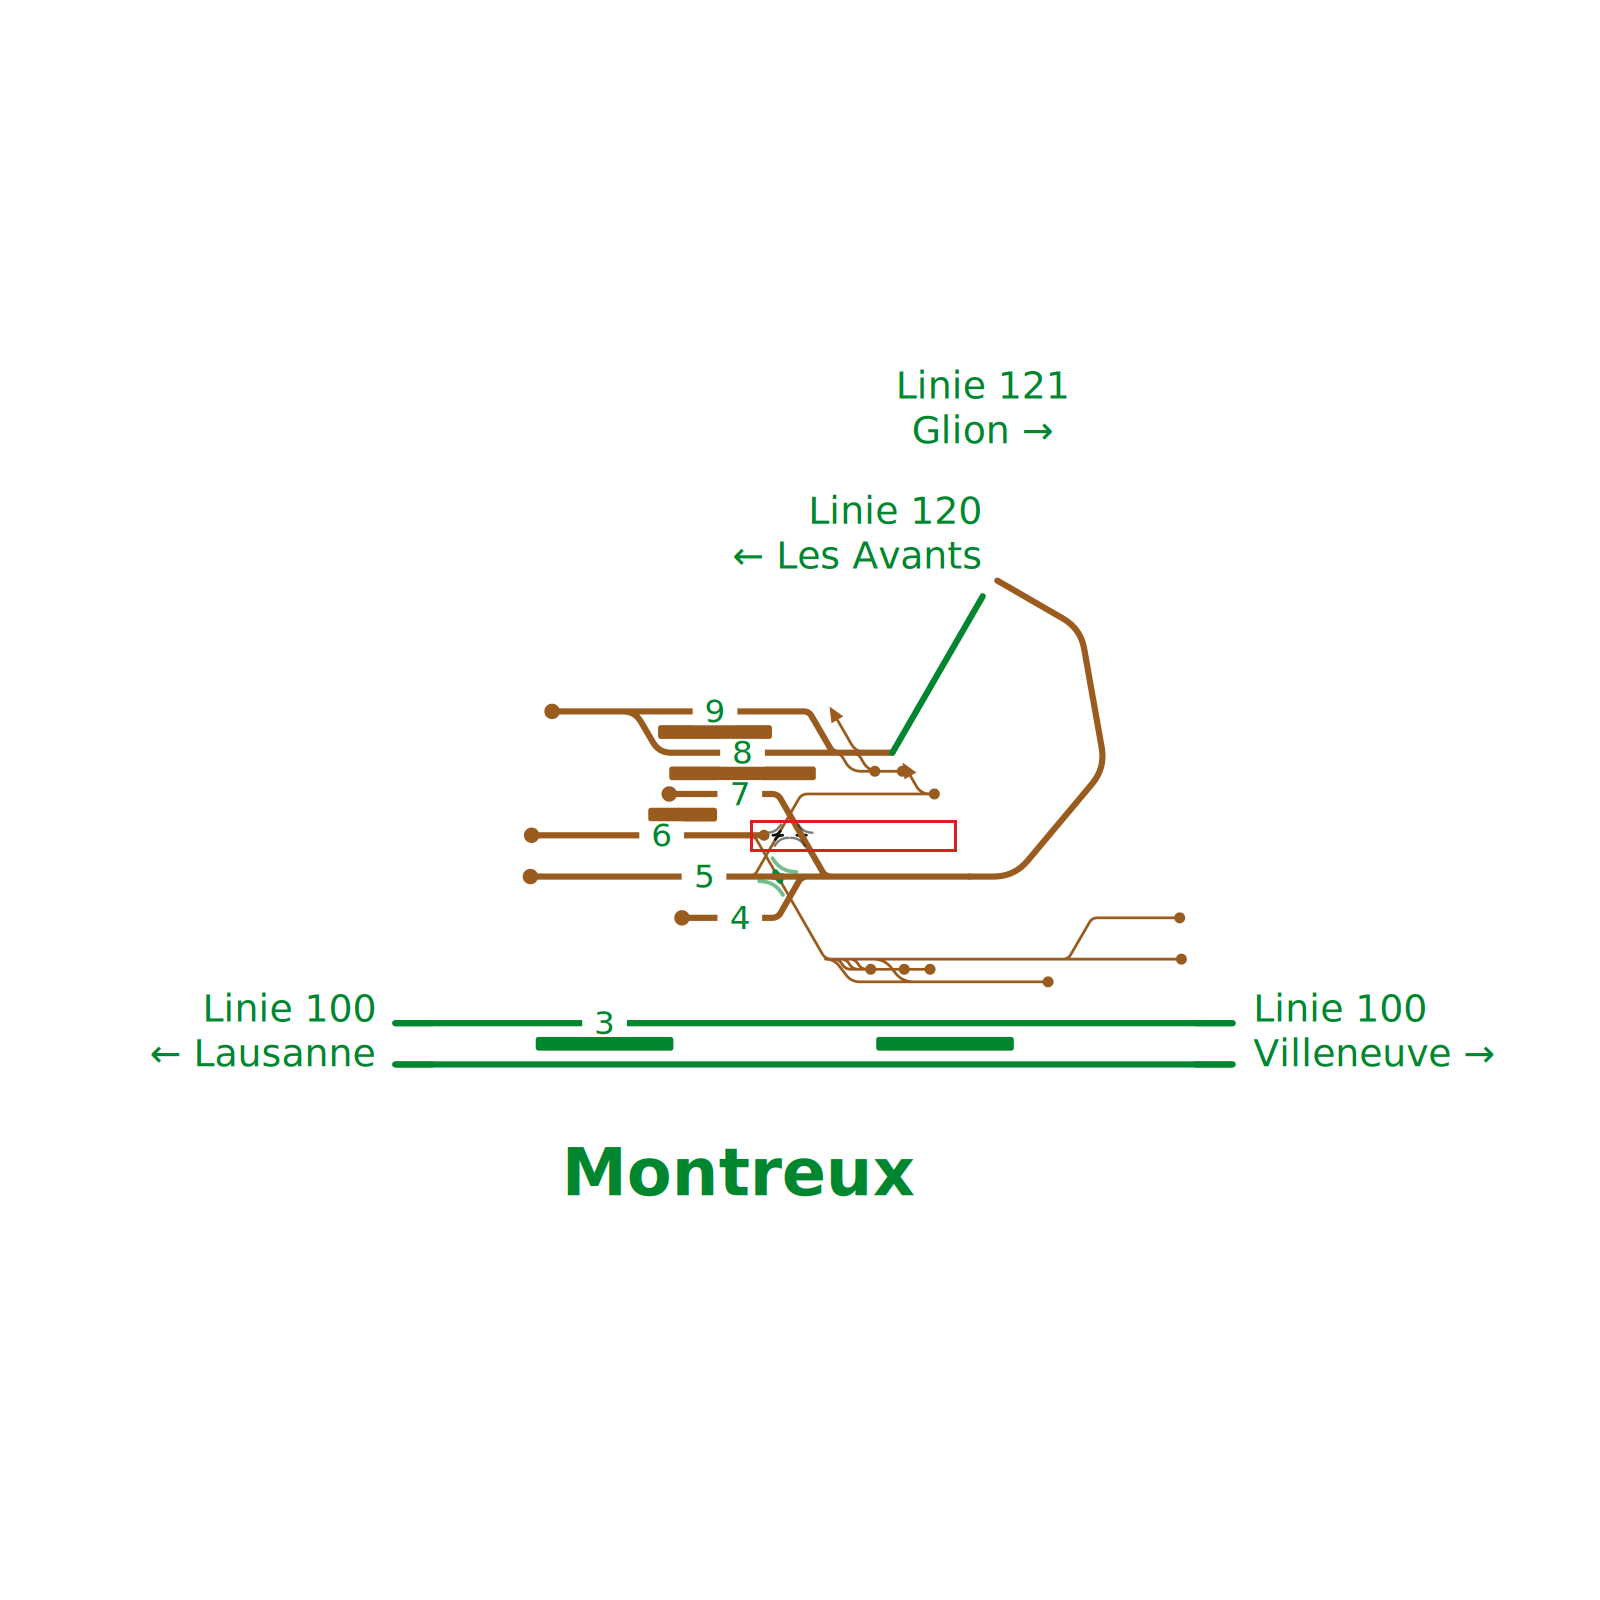 Linie 121
Glion →
Linie 120
← Les Avants
9
8
7
6
5
4
Linie 100
← Lausanne
3
Linie 100
Villeneuve →
Montreux